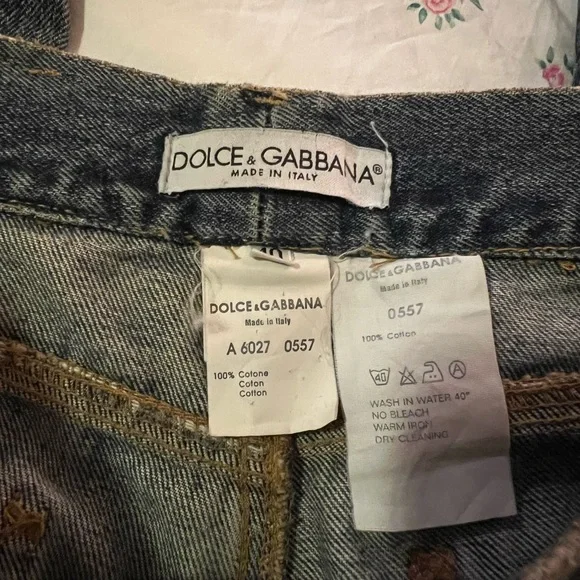 DOLCE & GABBANA®
MADE IN ITALY
40
DOLCE&GABBANA
Made in Italy
A 6027 0557
100% Cotone
Coton
Cotton
DOLCE&GABBANA
Made in Italy
0557
100% Cotton
40
A
WASH IN WATER 40°
NO BLEACH
WARM IRON
DRY CLEANING